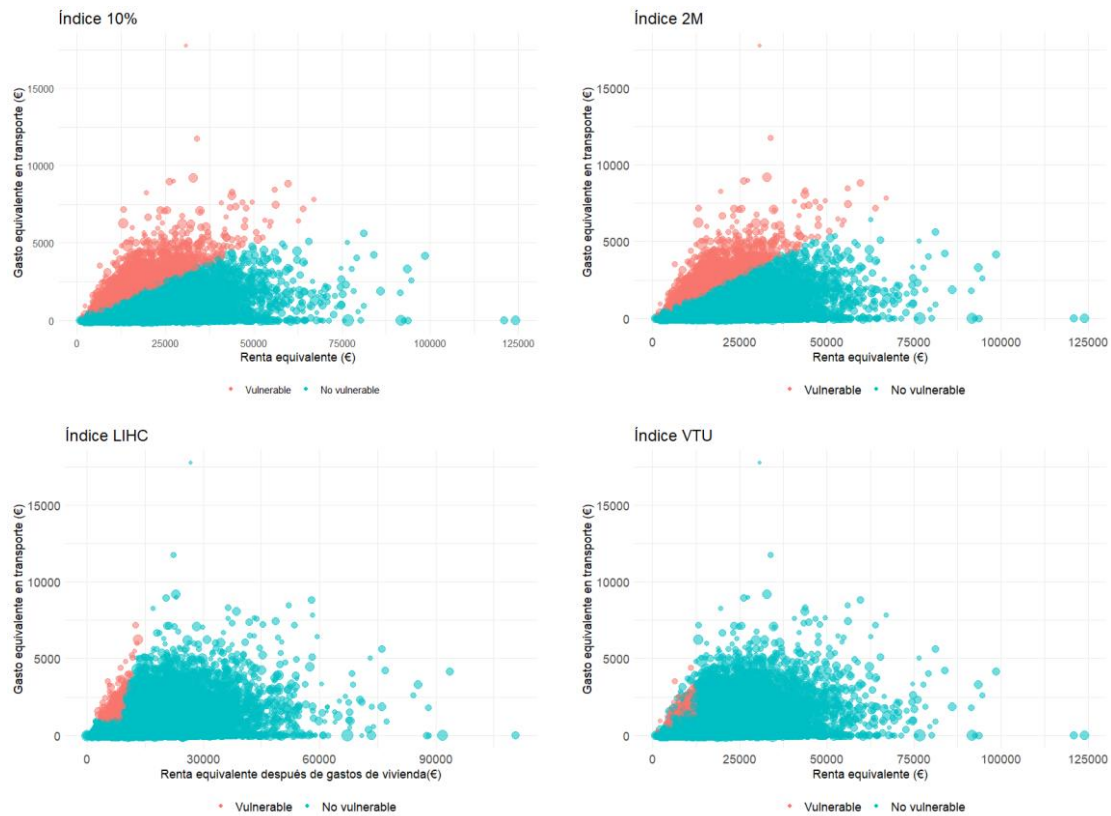 Índice 10%
Gasto equivalente en transporte (€)
15000
10000
5000
0
0 25000 50000 75000 100000 125000
Renta equivalente (€)
Vulnerable No vulnerable
Índice 2M
Gasto equivalente en transporte (€)
15000
10000
5000
0
0 25000 50000 75000 100000 125000
Renta equivalente (€)
Vulnerable No vulnerable
Índice LIHC
Gasto equivalente en transporte (€)
15000
10000
5000
0
0 30000 60000 90000
Renta equivalente después de gastos de vivienda(€)
Vulnerable No vulnerable
Índice VTU
Gasto equivalente en transporte (€)
15000
10000
5000
0
0 25000 50000 75000 100000 125000
Renta equivalente (€)
Vulnerable No vulnerable